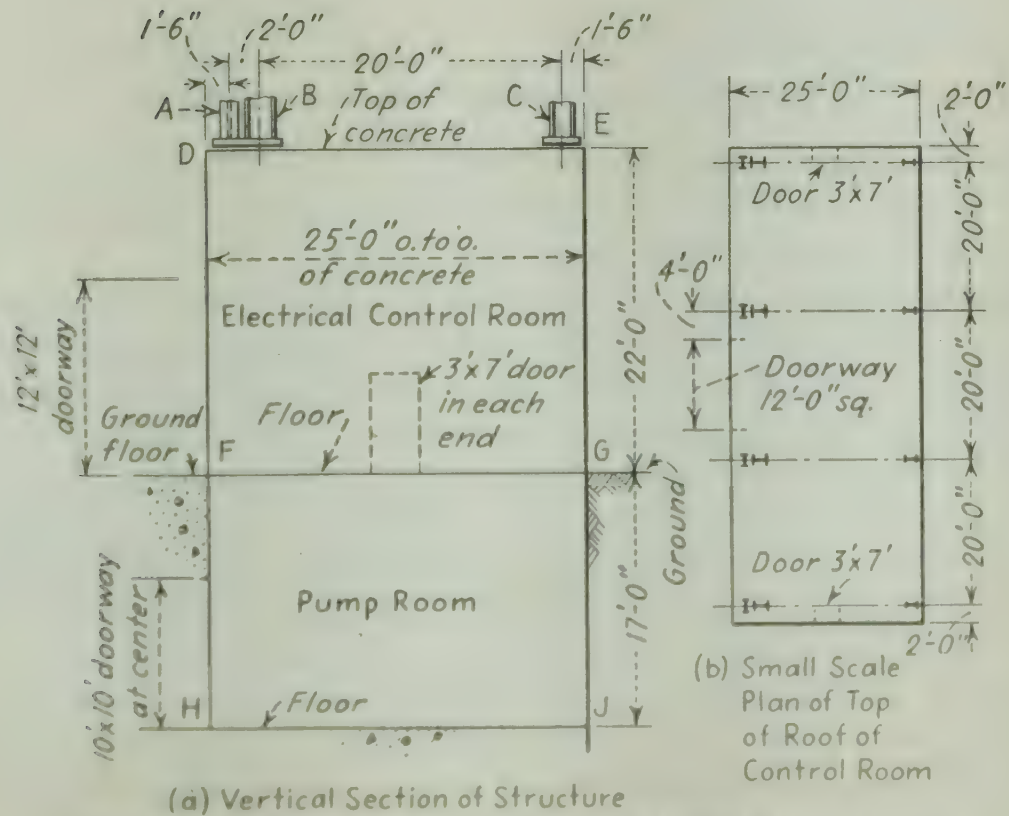 1'-6"
2'-0"
20'-0"
1'-6"
A
B
C
Top of
concrete
D
E
25'-0" o. to o.
of concrete
Electrical Control Room
12'x12'
doorway
22'-0"
3'x7' door
in each
end
Ground
floor
Floor
F
G
Ground
Pump Room
17'-0"
10'x10' doorway
at center
H
Floor
J
(a) Vertical Section of Structure
25'-0"
2'-0"
Door 3'x7'
20'-0"
4'-0"
Doorway
12'-0" sq.
20'-0"
Door 3'x7'
20'-0"
2'-0"
(b) Small Scale
Plan of Top
of Roof of
Control Room